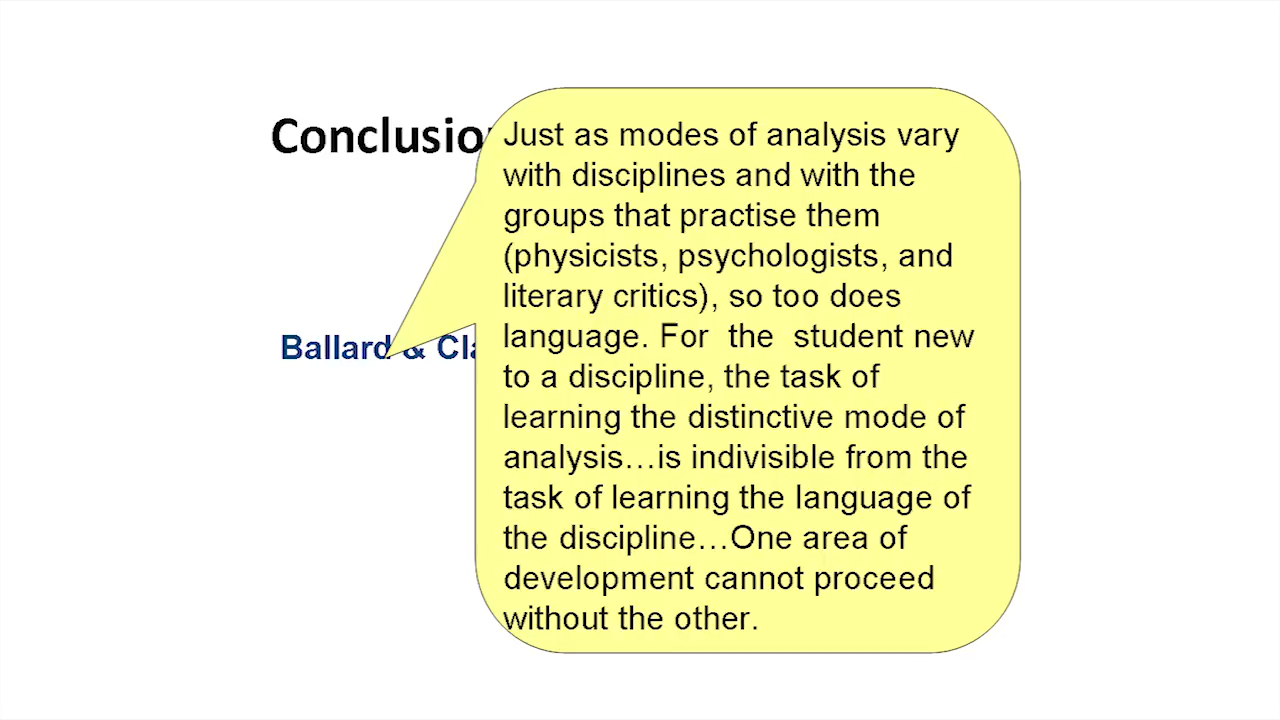 Conclusio
Just as modes of analysis vary
with disciplines and with the
groups that practise them
(physicists, psychologists, and
literary critics), so too does
language. For the student new
to a discipline, the task of
learning the distinctive mode of
analysis…is indivisible from the
task of learning the language of
the discipline…One area of
development cannot proceed
without the other.
Ballard & Cla